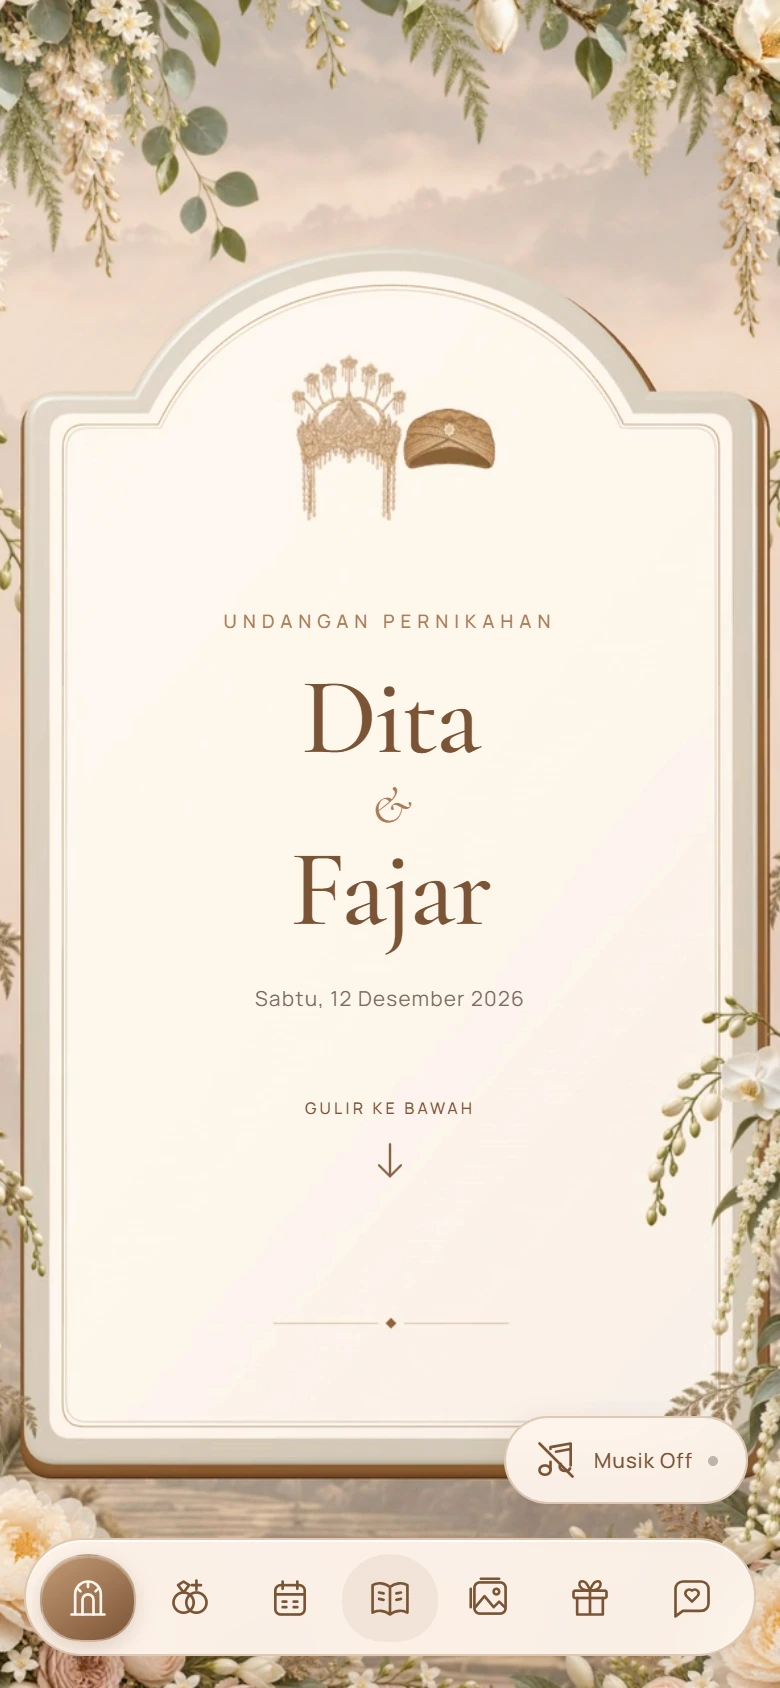 UNDANGAN PERNIKAHAN
Dita
&
Fajar
Sabtu, 12 Desember 2026
GULIR KE BAWAH
Musik Off